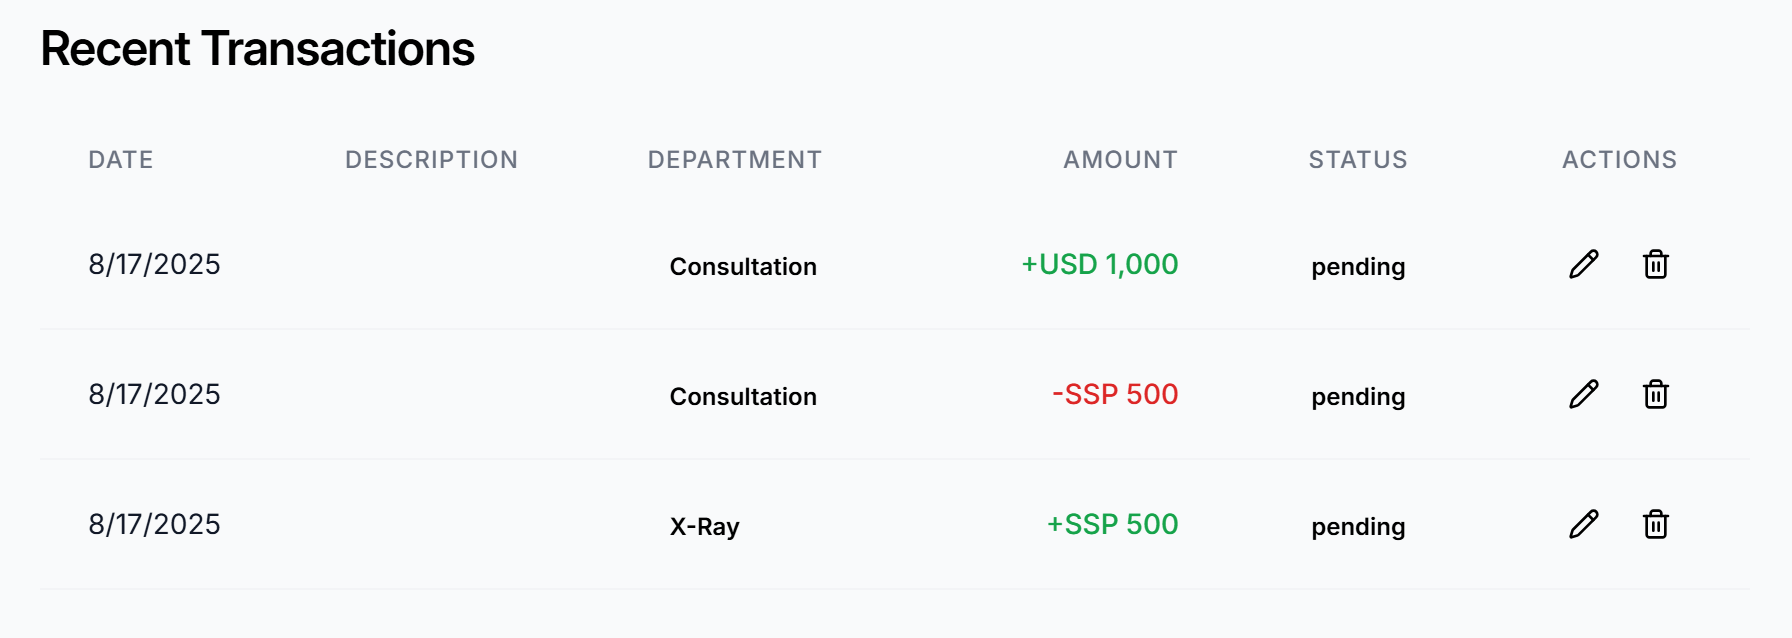 Recent Transactions
DATE DESCRIPTION DEPARTMENT AMOUNT STATUS ACTIONS
8/17/2025 Consultation +USD 1,000 pending
8/17/2025 Consultation -SSP 500 pending
8/17/2025 X-Ray +SSP 500 pending